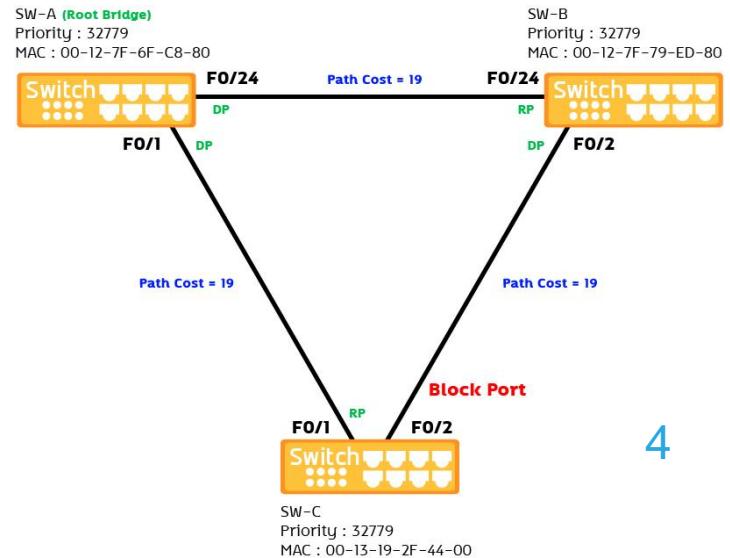 SW-A (Root Bridge)
Priority : 32779
MAC : 00-12-7F-6F-C8-80
SW-B
Priority : 32779
MAC : 00-12-7F-79-ED-80
Switch
F0/24
Path Cost = 19
F0/24
Switch
DP
RP
F0/1
DP
DP
F0/2
Path Cost = 19
Path Cost = 19
Block Port
RP
F0/1
F0/2
4
Switch
SW-C
Priority : 32779
MAC : 00-13-19-2F-44-00